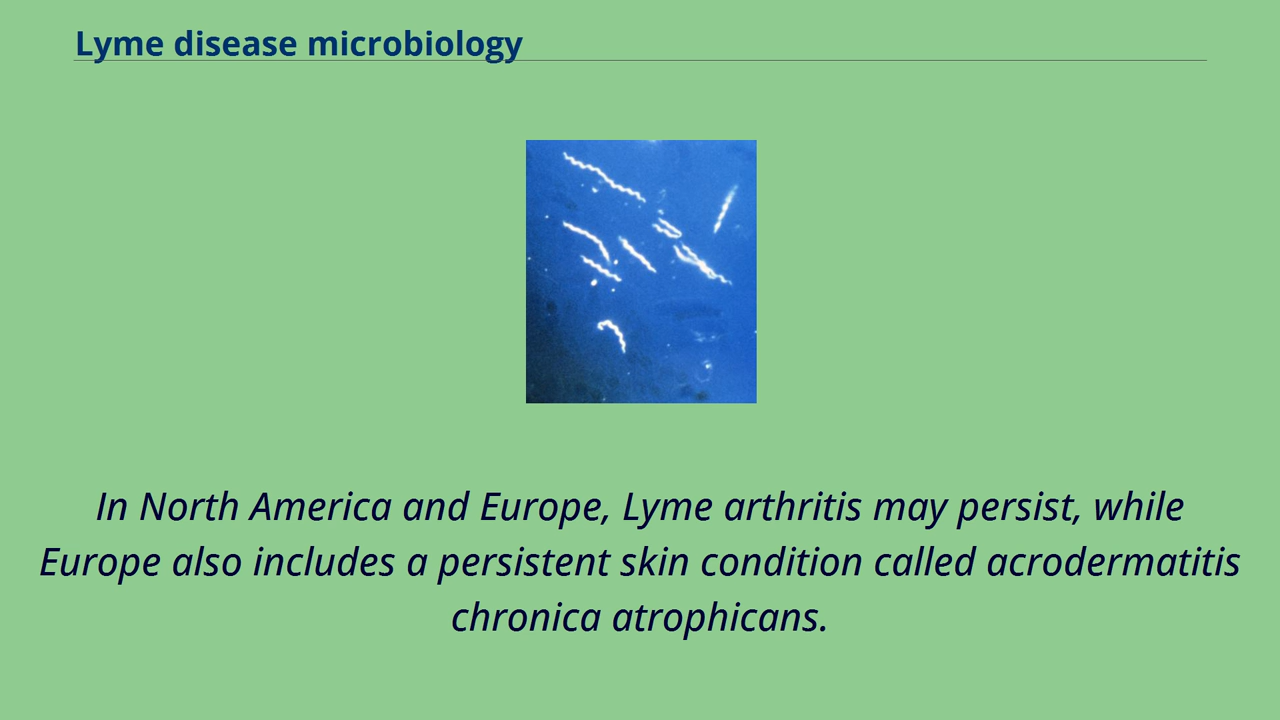 Lyme disease microbiology
In North America and Europe, Lyme arthritis may persist, while
Europe also includes a persistent skin condition called acrodermatitis
chronica atrophicans.